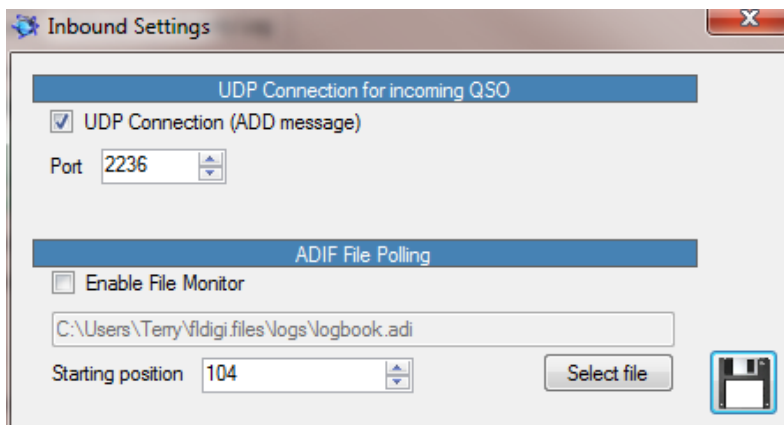 Inbound Settings
UDP Connection for incoming QSO
UDP Connection (ADD message)
Port 2236
ADIF File Polling
Enable File Monitor
C:\Users\Terry\fldigi.files\logs\logbook.adi
Starting position 104 Select file